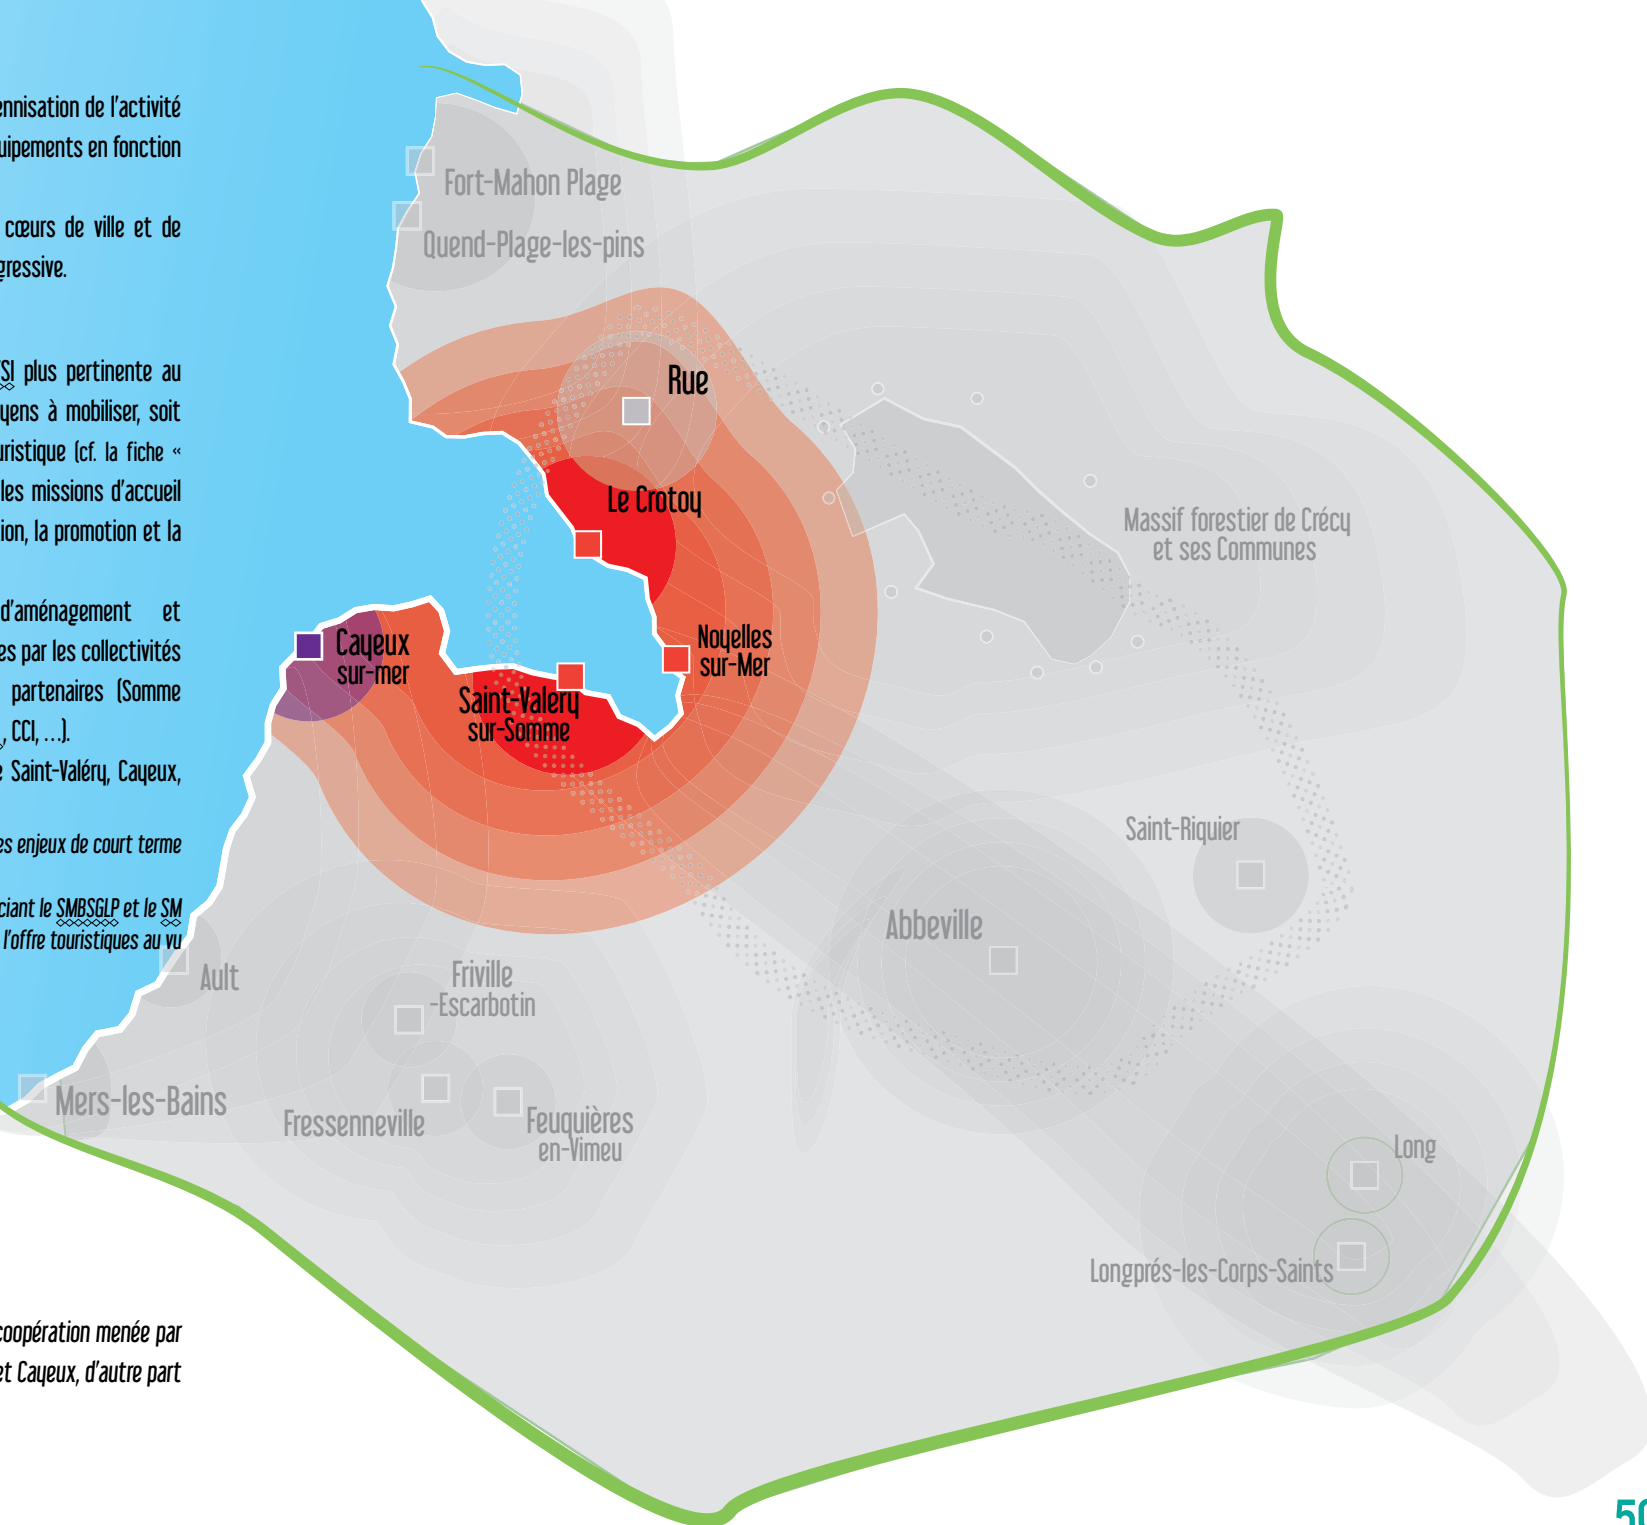 ennisation de l'activité
uipements en fonction
cœurs de ville et de
gressive.
SI plus pertinente au
yens à mobiliser, soit
uristique (cf. la fiche «
les missions d'accueil
ion, la promotion et la
d'aménagement et
es par les collectivités
partenaires (Somme
, CCI, …).
e Saint-Valéry, Cayeux,
es enjeux de court terme
ciant le SMBSGLP et le SM
l'offre touristiques au vu
coopération menée par
et Cayeux, d'autre part
Fort-Mahon Plage
Quend-Plage-les-pins
Rue
Le Crotoy
Massif forestier de Crécy
et ses Communes
Cayeux
sur-mer
Noyelles
sur-Mer
Saint-Valery
sur-Somme
Saint-Riquier
Abbeville
Ault
Friville
-Escarbotin
Mers-les-Bains
Fressenneville
Feuquières
en-Vimeu
Long
Longprés-les-Corps-Saints
50